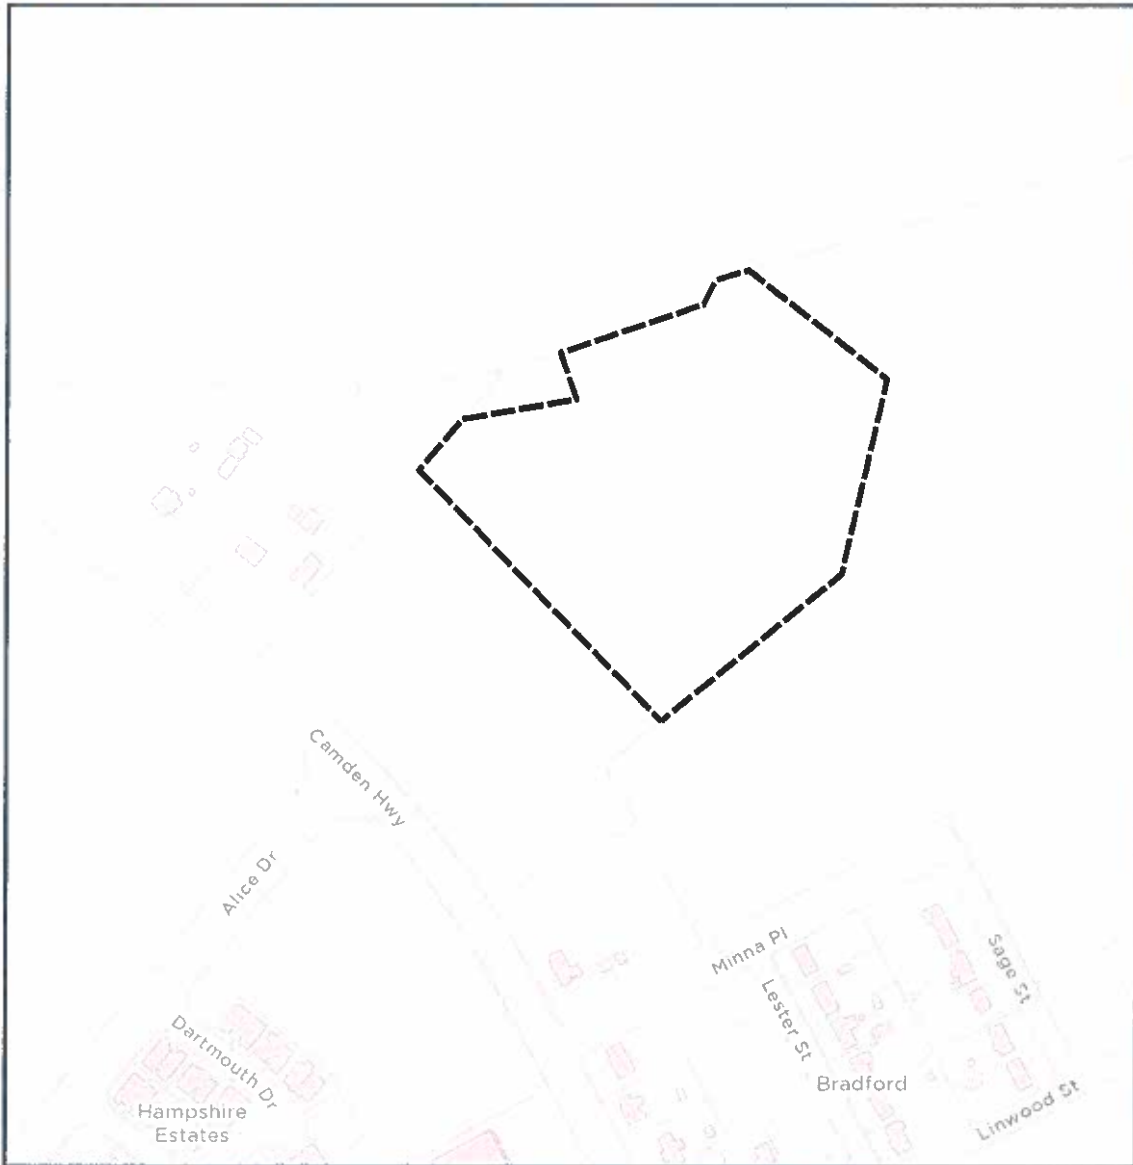 Camden Hwy
Alice Dr
Minna Pl
Sage St
Lester St
Dartmouth Dr
Bradford
Hampshire
Estates
Linwood St